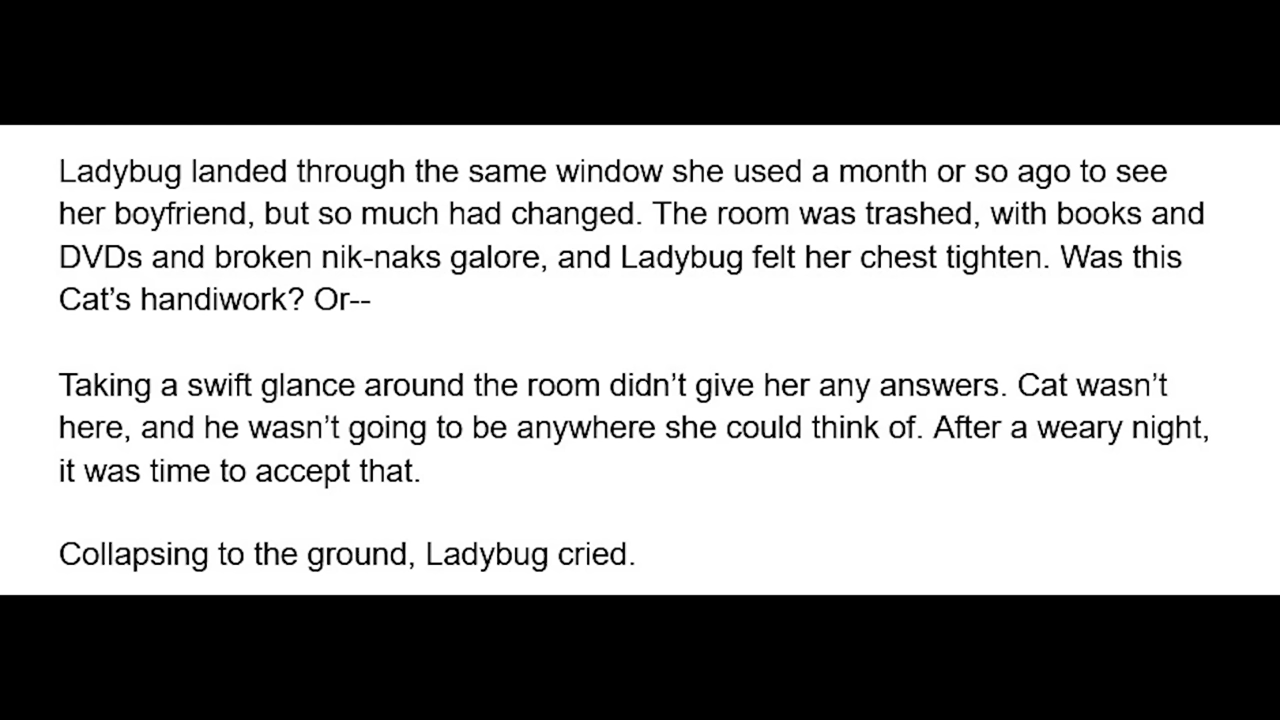 Ladybug landed through the same window she used a month or so ago to see
her boyfriend, but so much had changed. The room was trashed, with books and
DVDs and broken nik-naks galore, and Ladybug felt her chest tighten. Was this
Cat’s handiwork? Or--
Taking a swift glance around the room didn’t give her any answers. Cat wasn’t
here, and he wasn’t going to be anywhere she could think of. After a weary night,
it was time to accept that.
Collapsing to the ground, Ladybug cried.